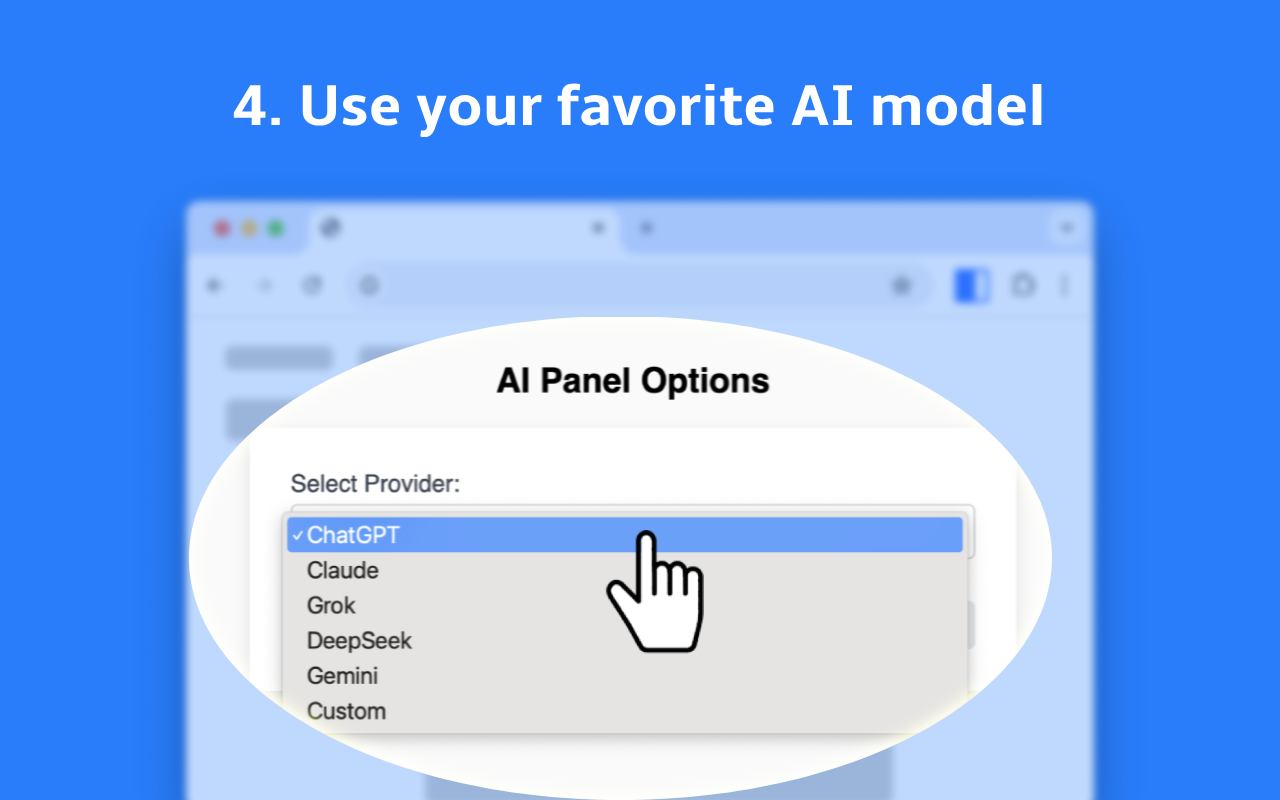 4. Use your favorite AI model
AI Panel Options
Select Provider:
✓ChatGPT
Claude
Grok
DeepSeek
Gemini
Custom